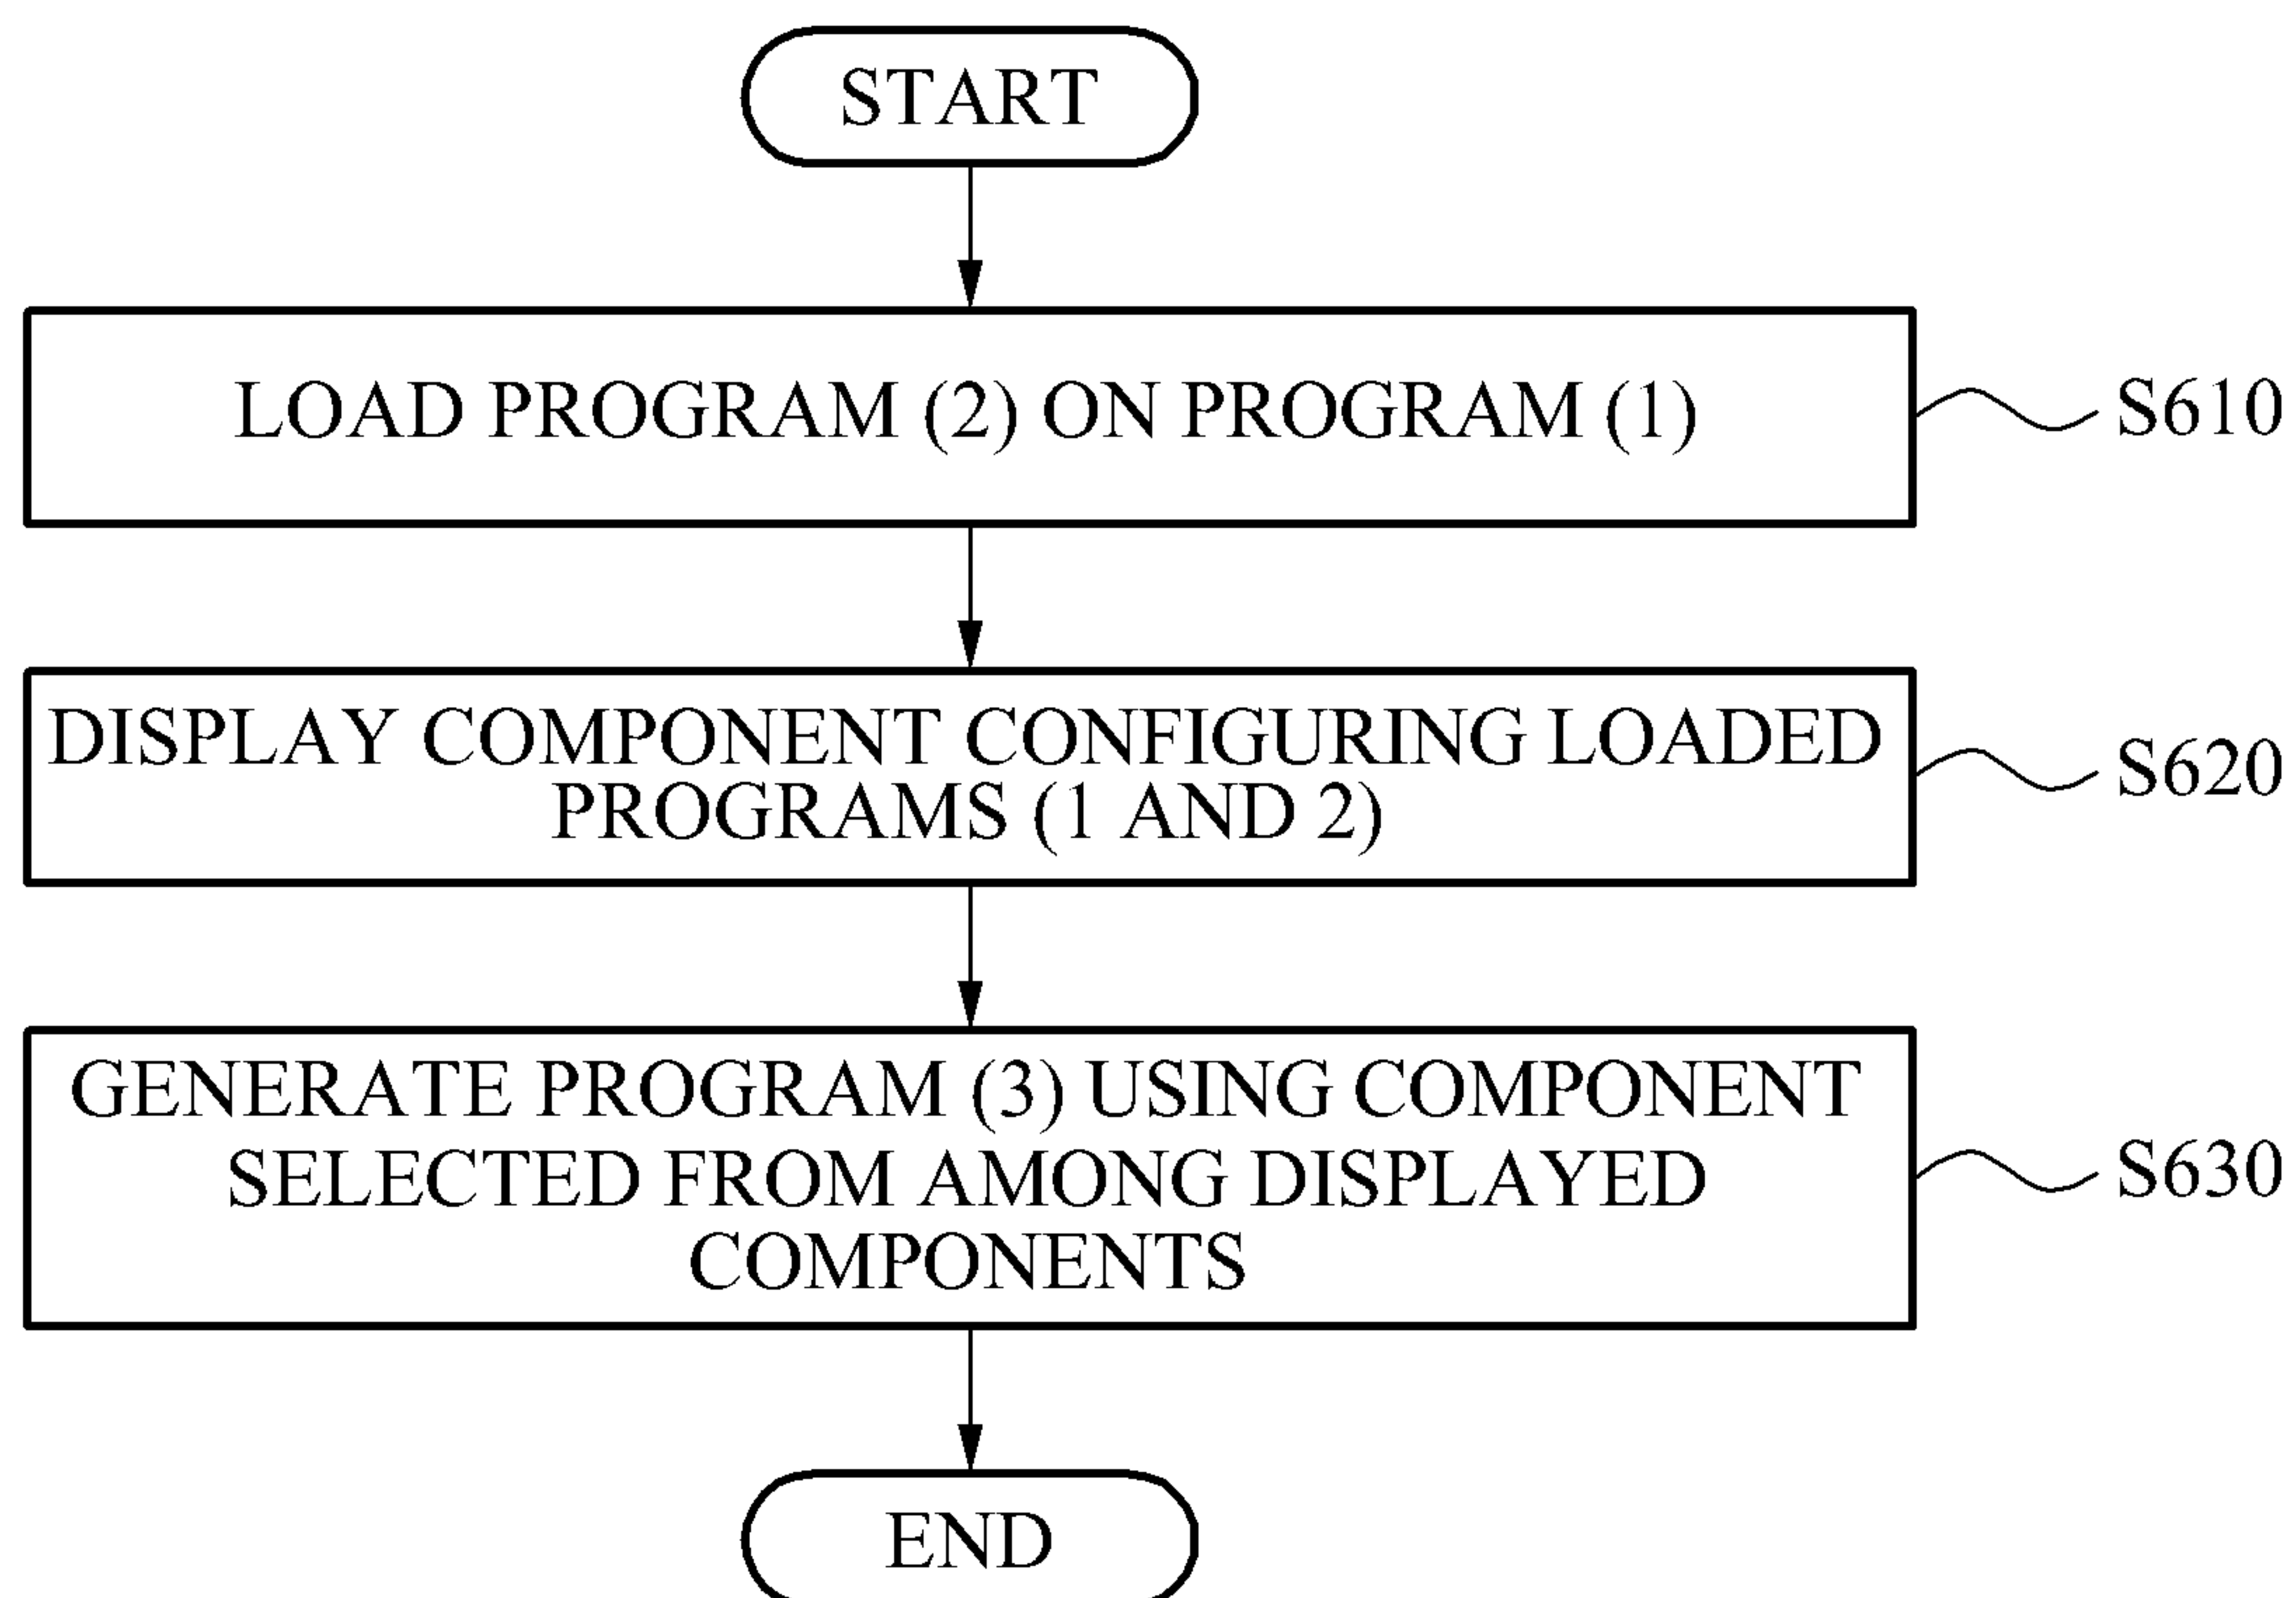 START
LOAD PROGRAM (2) ON PROGRAM (1)
S610
DISPLAY COMPONENT CONFIGURING LOADED
PROGRAMS (1 AND 2)
S620
GENERATE PROGRAM (3) USING COMPONENT
SELECTED FROM AMONG DISPLAYED
COMPONENTS
S630
END